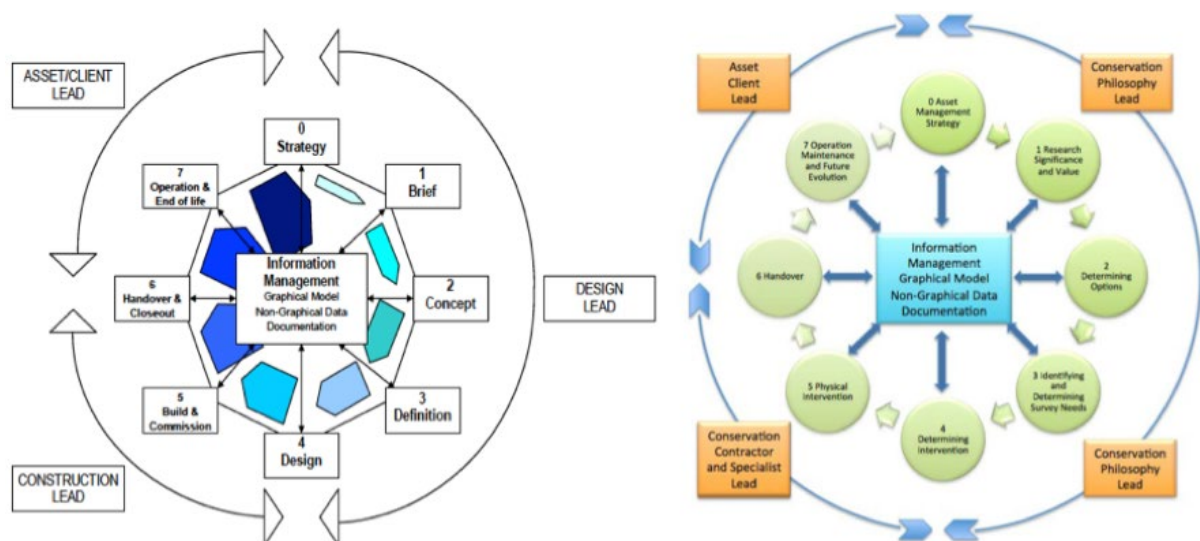 ASSET/CLIENT
LEAD
0
Strategy
7
Operation &
End of life
1
Brief
Information
Management
Graphical Model
Non-Graphical Data
Documentation
6
Handover &
Closeout
2
Concept
DESIGN
LEAD
5
Build &
Commission
3
Definition
4
Design
CONSTRUCTION
LEAD
Asset
Client
Lead
Conservation
Philosophy
Lead
0 Asset
Management
Strategy
7 Operation
Maintenance
and Future
Evolution
1 Research
Significance
and Value
Information
Management
Graphical Model
Non-Graphical Data
Documentation
6 Handover
2
Determining
Options
5 Physical
Intervention
3 Identifying
and
Determining
Survey Needs
4
Determining
Intervention
Conservation
Contractor
and Specialist
Lead
Conservation
Philosophy
Lead